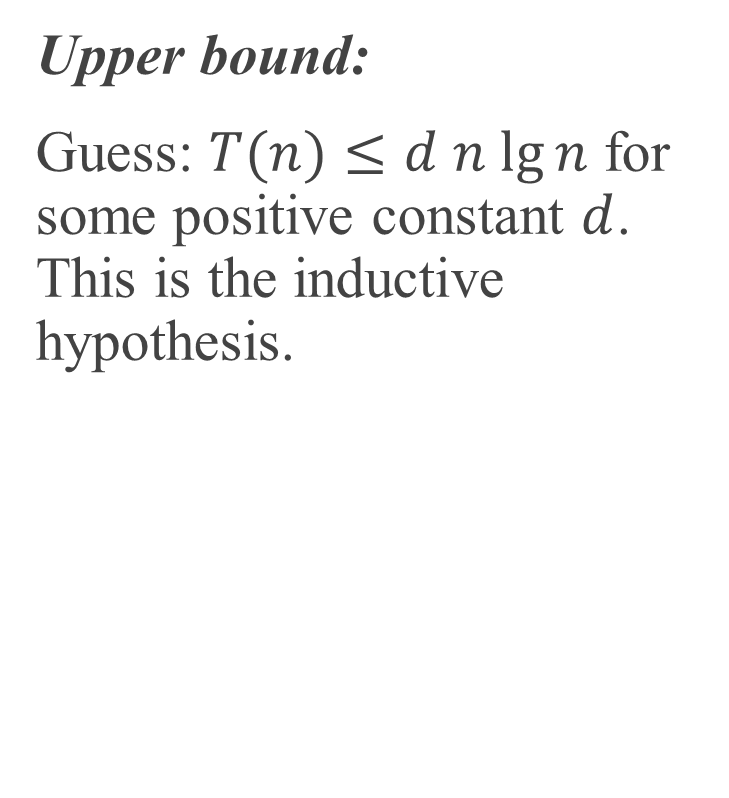 Upper bound:
Guess: 𝑇(𝑛) ≤ 𝑑 𝑛 lg 𝑛 for
some positive constant 𝑑.
This is the inductive
hypothesis.